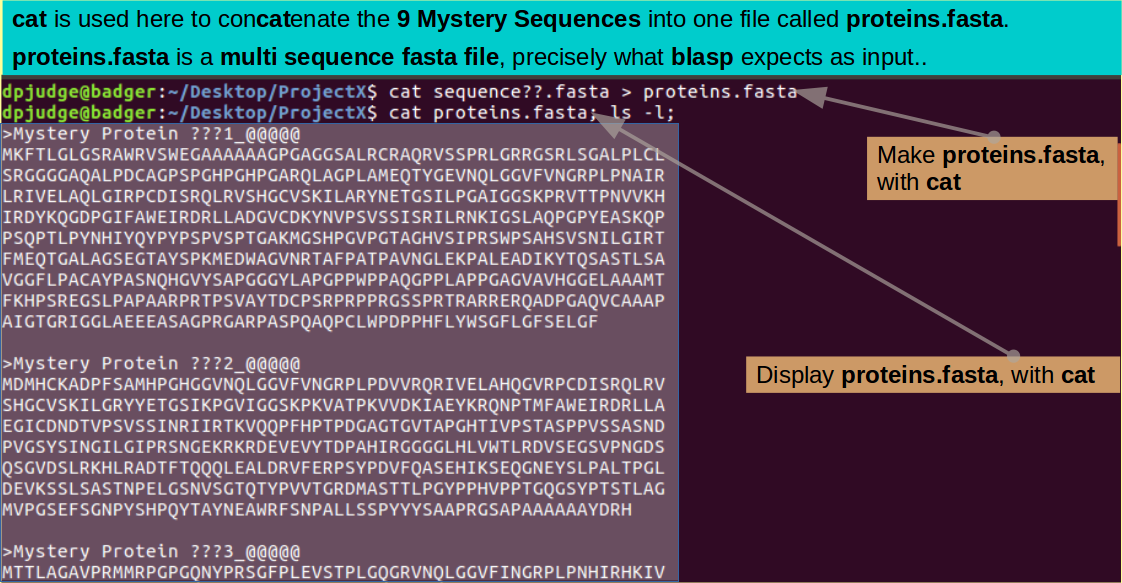 cat is used here to concatenate the 9 Mystery Sequences into one file called proteins.fasta.
proteins.fasta is a multi sequence fasta file, precisely what blasp expects as input..
dpjudge@badger:~/Desktop/ProjectX$ cat sequence??.fasta > proteins.fasta
dpjudge@badger:~/Desktop/ProjectX$ cat proteins.fasta; ls -l;
>Mystery Protein ???1_@@@@@
MKFTLGLGSRAWRVSWEGAAAAAAGPGAGGSALRCRAQRVSSPRLGRRGSRLSGALPLCL
SRGGGGAQALPDCAGPSPGHPGHPGARQLAGPLAMEQTYGEVNQLGGVFVNGRPLPNAIR
LRIVELAQLGIRPCDISRQLRVSHGCVSKILARYNETGSILPGAIGGSKPRVTTPNVVKH
IRDYKQGDPGIFAWEIRDRLLADGVCDKYNVPSVSSISRILRNKIGSLAQPGPYEASKQP
PSQPTLPYNHIYQYPYPSPVSPTGAKMGSHPGVPGTAGHVSIPRSWPSAHSVSNILGIRT
FMEQTGALAGSEGTAYSPKMEDWAGVNRTAFPATPAVNGLEKPALEADIKYTQSASTLSA
VGGFLPACAYPASNQHGVYSAPGGGYLAPGPPWPPAQGPPLAPPGAGVAVHGGELAAAMT
FKHPSREGSLPAPAARPRTPSVAYTDCPSRPRPPRGSSPRTRARRERQADPGAQVCAAAP
AIGTGRIGGLAEEEASAGPRGARPASPQAQPCLWPDPPHFLYWSGFLGFSELGF
>Mystery Protein ???2_@@@@@
MDMHCKADPFSAMHPGHGGVNQLGGVFVNGRPLPDVVRQRIVELAHQGVRPCDISRQLRV
SHGCVSKILGRYYETGSIKPGVIGGSKPKVATPKVVDKIAEYKRQNPTMFAWEIRDRLLA
EGICDNDTVPSVSSINRIIRTKVQQPFHPTPDGAGTGVTAPGHTIVPSTASPPVSSASND
PVGSYSINGILGIPRSNGEKRKRDEVEVYTDPAHIRGGGGLHLVWTLRDVSEGSVPNGDS
QSGVDSLRKHLRADTFTQQQLEALDRVFERPSYPDVFQASEHIKSEQGNEYSLPALTPGL
DEVKSSLSASTNPELGSNVSGTQTYPVVTGRDMASTTLPGYPPHVPPTGQGSYPTSTLAG
MVPGSEFSGNPYSHPQYTAYNEAWRFSNPALLSSPYYYSAAPRGSAPAAAAAAYDRH
>Mystery Protein ???3_@@@@@
MTTLAGAVPRMMRPGPGQNYPRSGFPLEVSTPLGQGRVNQLGGVFINGRPLPNHIRHKIV
Make proteins.fasta,
with cat
Display proteins.fasta, with cat